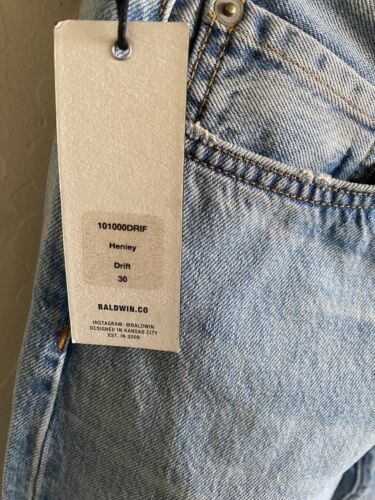 101000DRIF
Henley
Drift
30
BALDWIN.CO
INSTAGRAM: @BALDWIN
DESIGNED IN KANSAS CITY
EST. IN 2009